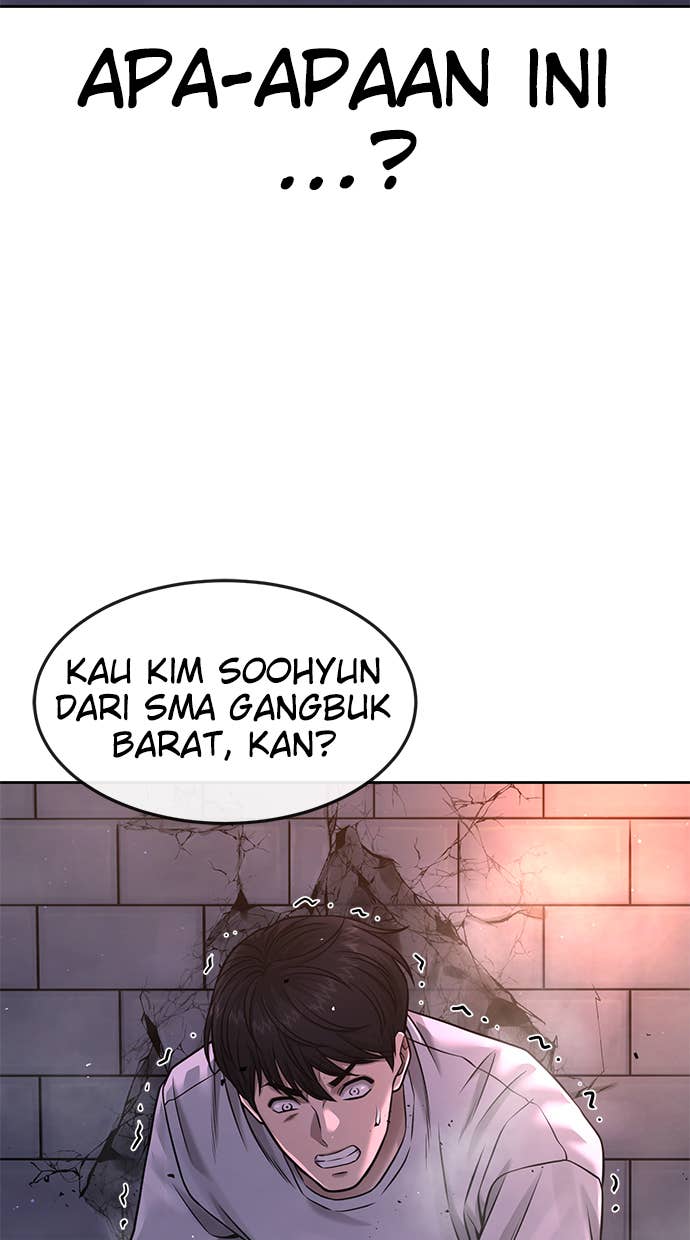 APA-APAAN INI
...?
KAU KIM SOOHYUN
DARI SMA GANGBUK
BARAT, KAN?